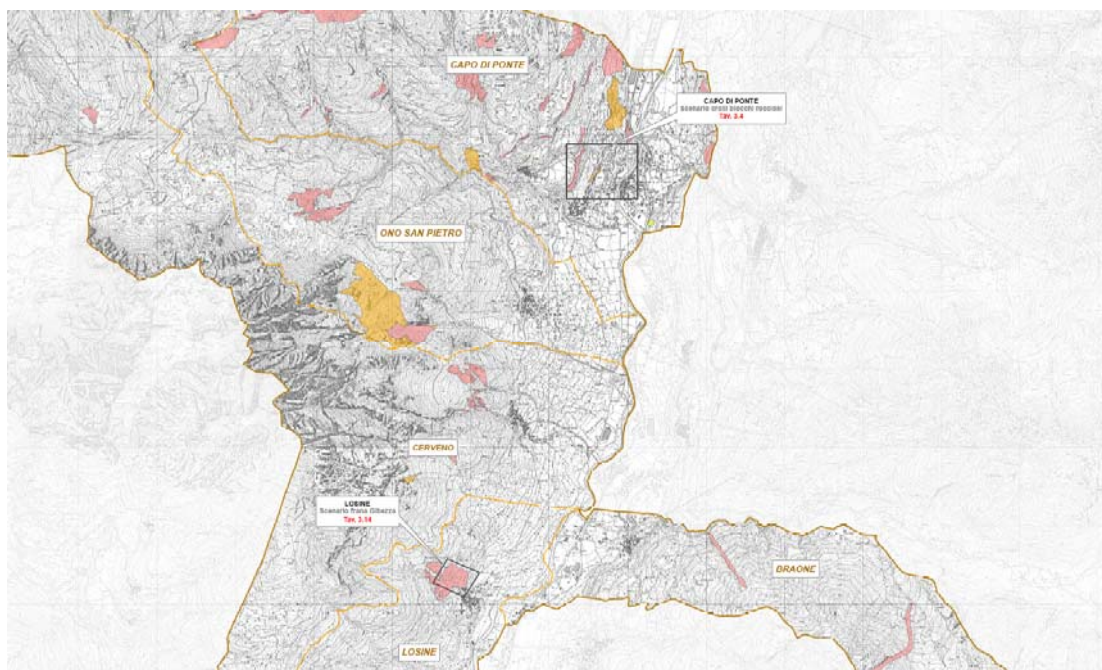 CAPO DI PONTE
CAPO DI PONTE
Scenario crolli blocchi rocciosi
Tav. 3.4
ONO SAN PIETRO
CERVENO
LOSINE
Scenario frana Gibazza
Tav. 3.14
BRAONE
LOSINE